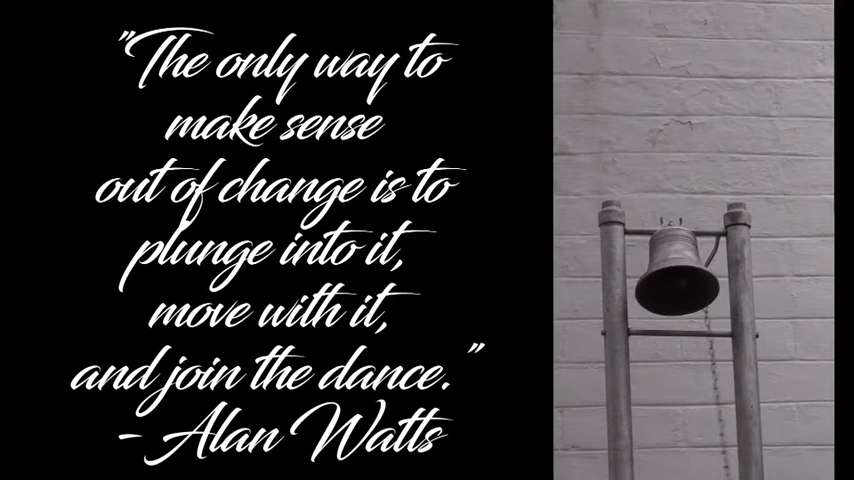 "The only way to
make sense
out of change is to
plunge into it,
move with it,
and join the dance."
- Alan Watts